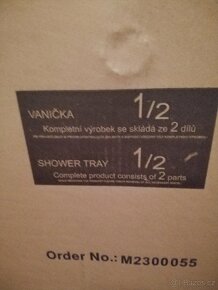 VANIČKA 1/2
Kompletní výrobek se skládá ze 2 dílů
SHOWER TRAY 1/2
Complete product consists of 2 parts
Order No.: M2300055